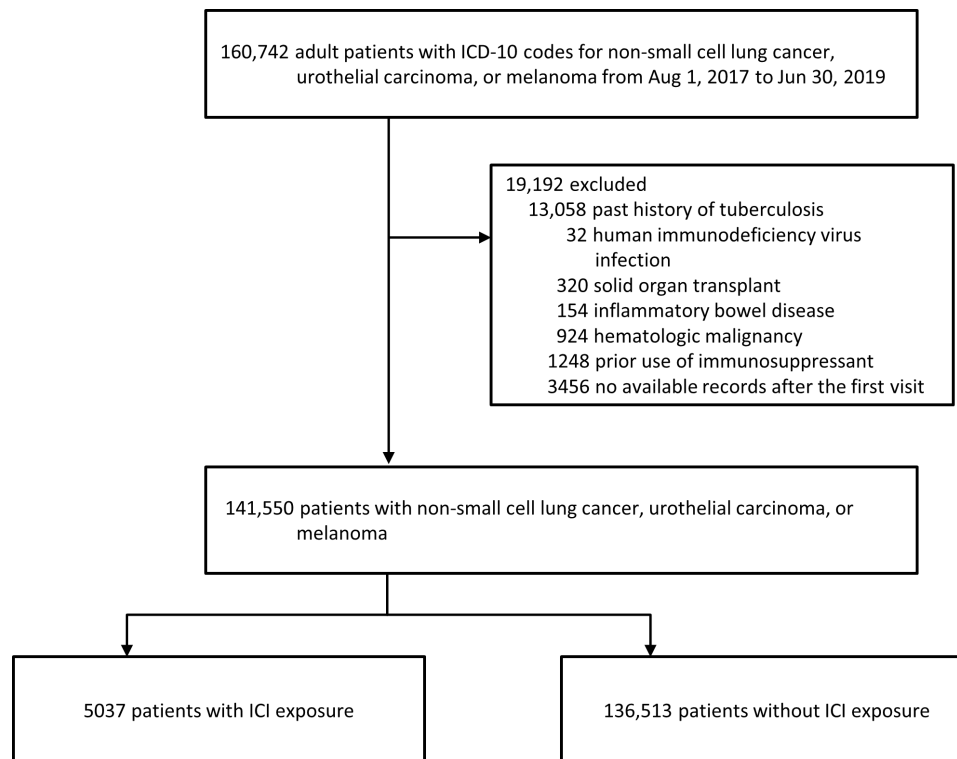 160,742 adult patients with ICD-10 codes for non-small cell lung cancer,
urothelial carcinoma, or melanoma from Aug 1, 2017 to Jun 30, 2019
19,192 excluded
13,058 past history of tuberculosis
32 human immunodeficiency virus
infection
320 solid organ transplant
154 inflammatory bowel disease
924 hematologic malignancy
1248 prior use of immunosuppressant
3456 no available records after the first visit
141,550 patients with non-small cell lung cancer, urothelial carcinoma, or
melanoma
5037 patients with ICI exposure
136,513 patients without ICI exposure